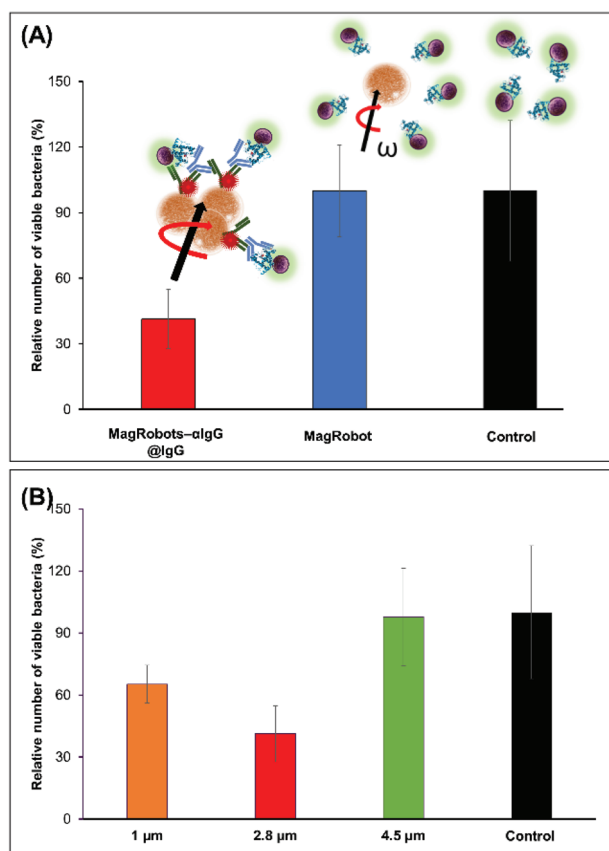 (A)
Relative number of viable bacteria (%)
150
120
90
60
30
0
ω
MagRobots–αIgG
@IgG
MagRobot
Control
(B)
Relative number of viable bacteria (%)
150
120
90
60
30
0
1 µm
2.8 µm
4.5 µm
Control